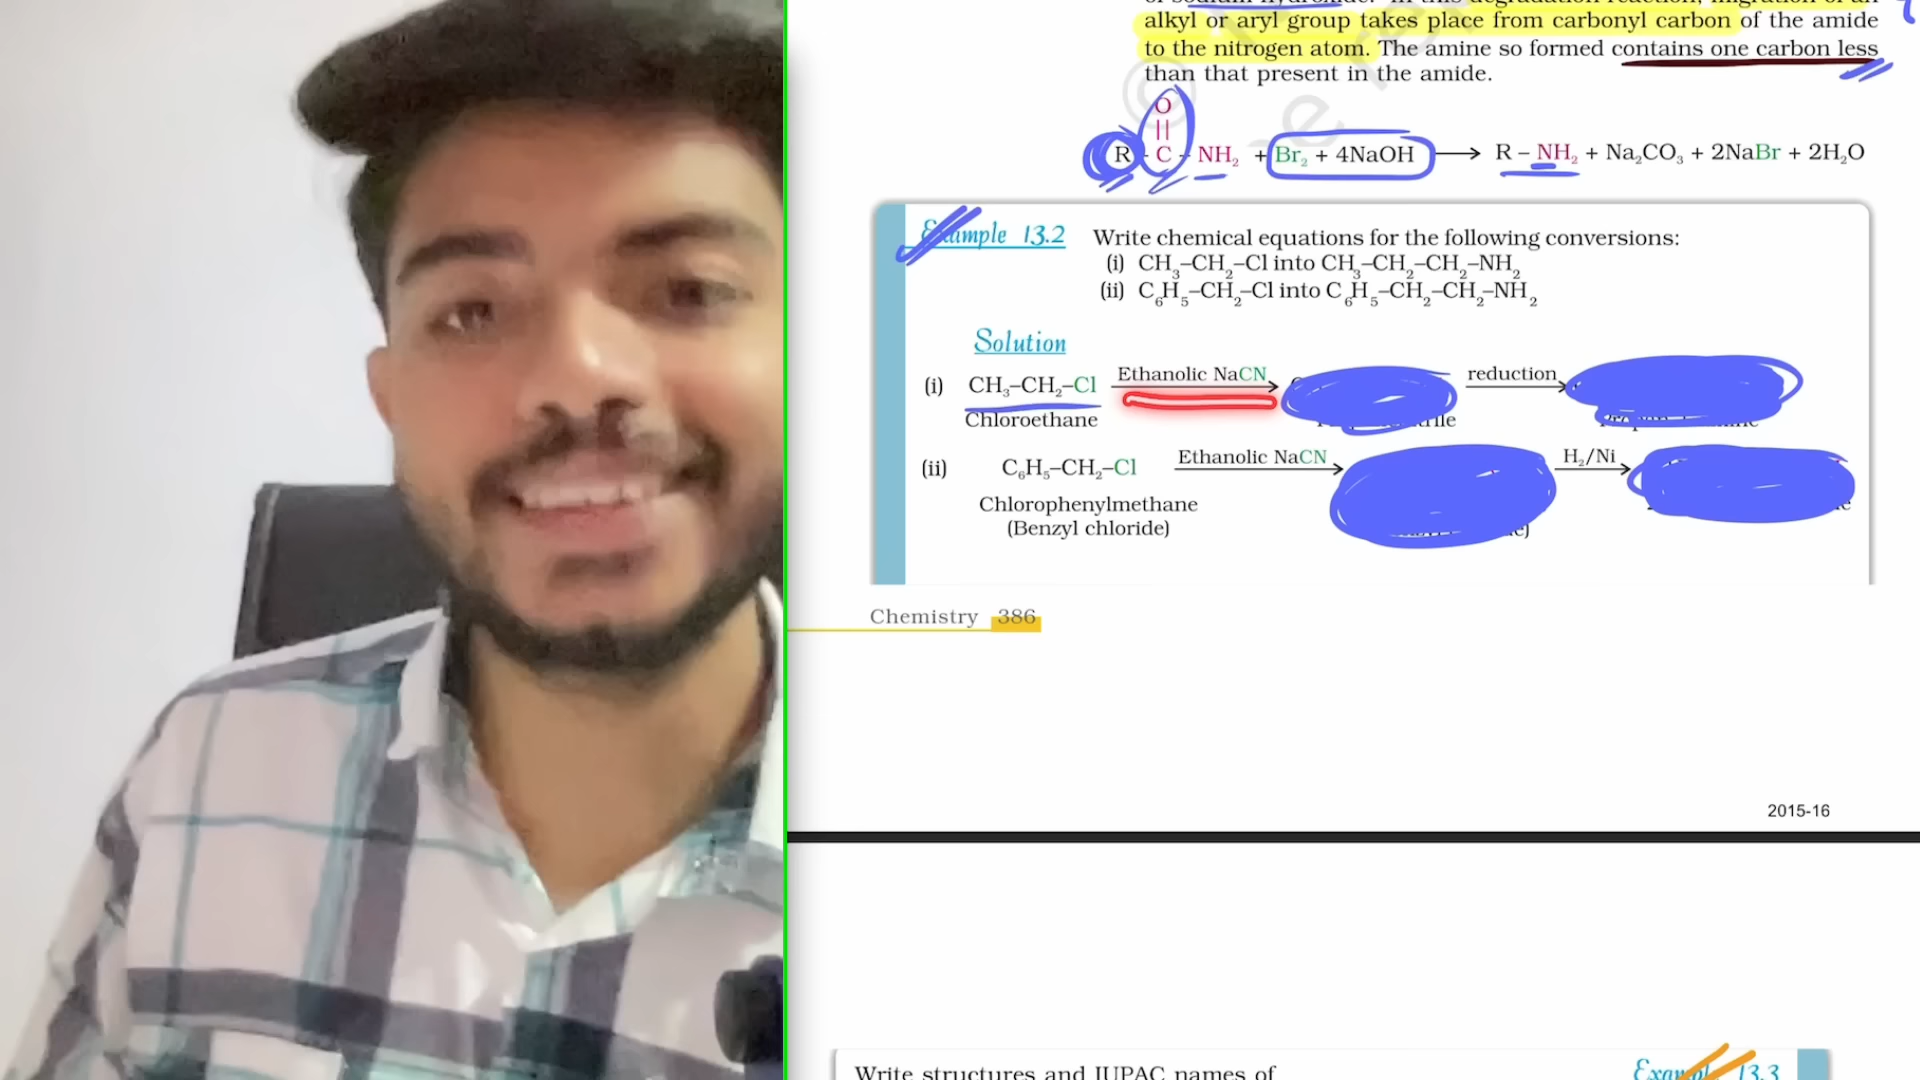 alkyl or aryl group takes place from carbonyl carbon of the amide
to the nitrogen atom. The amine so formed contains one carbon less
than that present in the amide.
O
||
R – C – NH₂ + Br₂ + 4NaOH ⟶ R – NH₂ + Na₂CO₃ + 2NaBr + 2H₂O
Example 13.2
Write chemical equations for the following conversions:
(i) CH₃–CH₂–Cl into CH₃–CH₂–CH₂–NH₂
(ii) C₆H₅–CH₂–Cl into C₆H₅–CH₂–CH₂–NH₂
Solution
(i) CH₃–CH₂–Cl Ethanolic NaCN ⟶ reduction ⟶
Chloroethane
(ii) C₆H₅–CH₂–Cl Ethanolic NaCN ⟶ H₂/Ni ⟶
Chlorophenylmethane
(Benzyl chloride)
Chemistry 386
2015-16
Write structures and IUPAC names of
Example 13.3